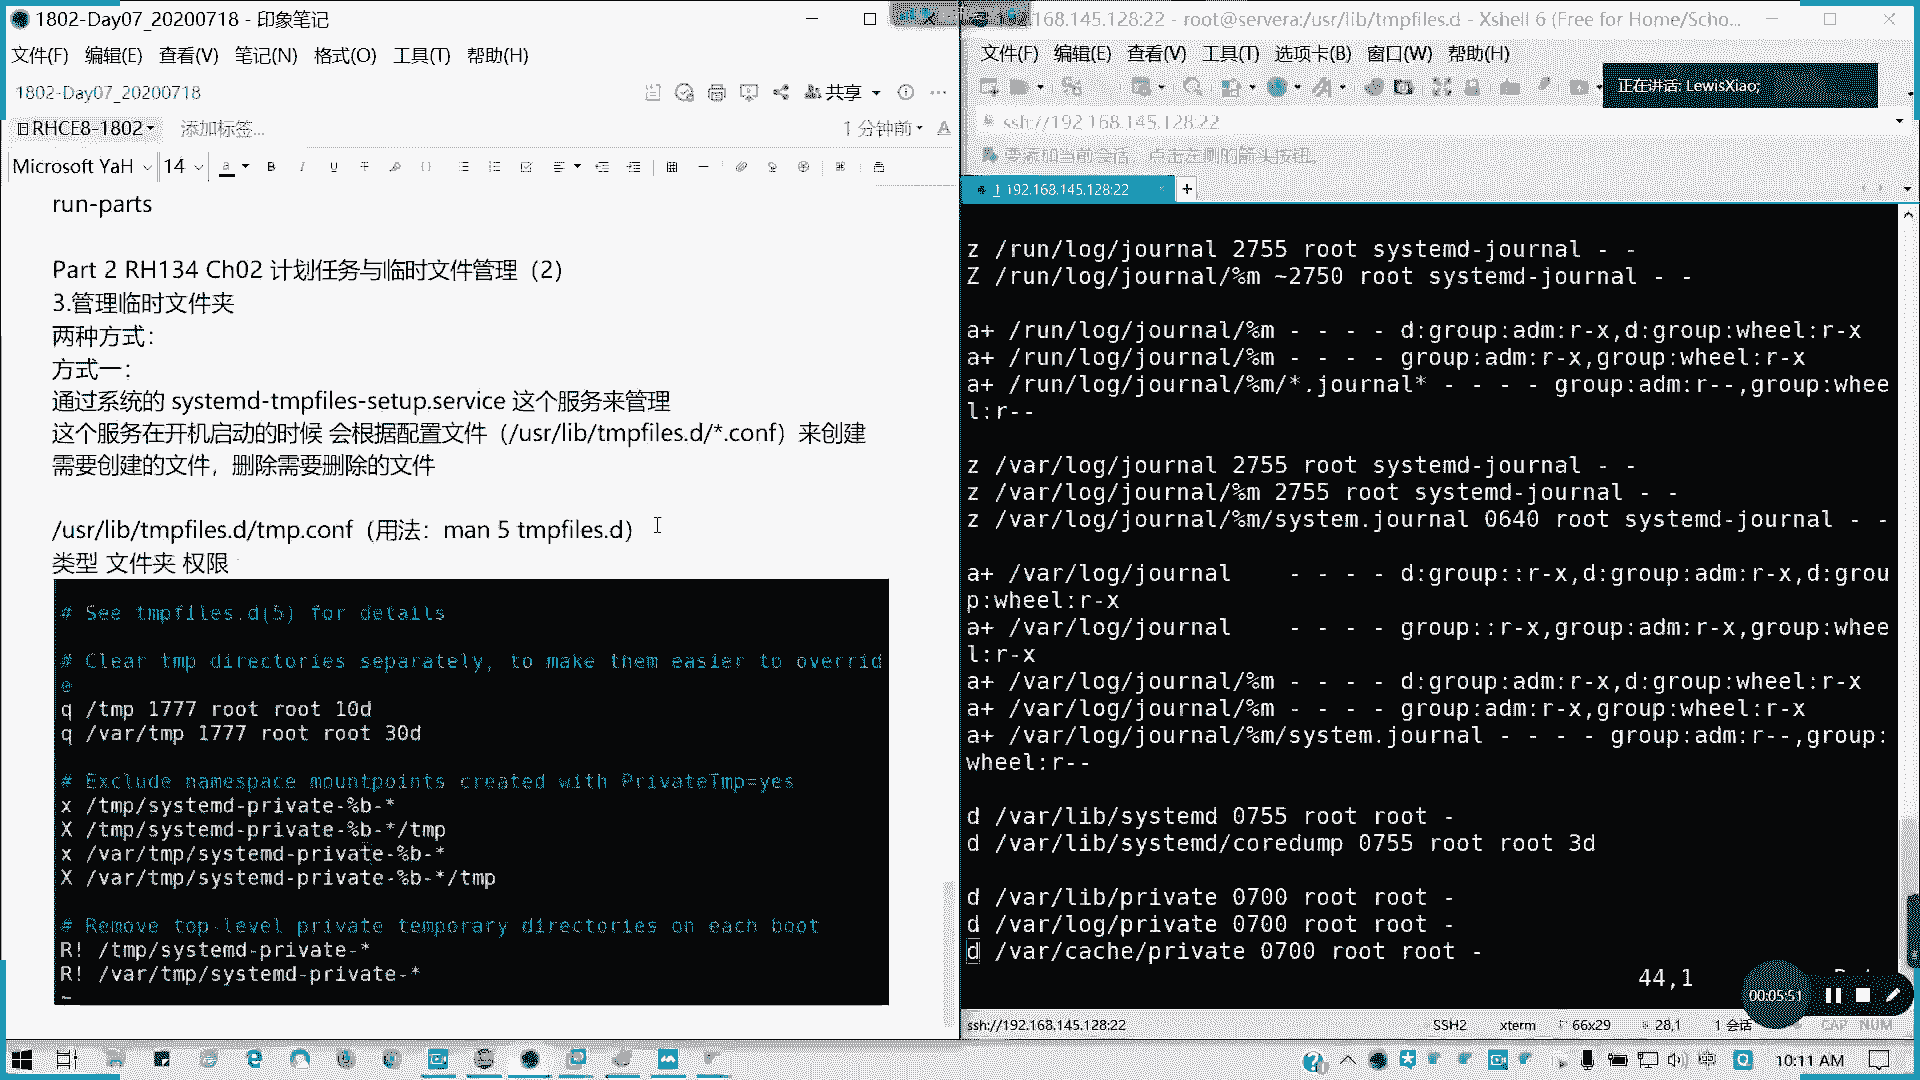 1802-Day07_20200718 - 印象笔记
文件(F) 编辑(E) 查看(V) 笔记(N) 格式(O) 工具(T) 帮助(H)
1802-Day07_20200718
共享
RHCE8-1802 添加标签...
1 分钟前
Microsoft YaH 14
run-parts
Part 2 RH134 Ch02 计划任务与临时文件管理（2）
3.管理临时文件夹
两种方式：
方式一：
通过系统的 systemd-tmpfiles-setup.service 这个服务来管理
这个服务在开机启动的时候 会根据配置文件（/usr/lib/tmpfiles.d/*.conf）来创建
需要创建的文件，删除需要删除的文件
/usr/lib/tmpfiles.d/tmp.conf（用法：man 5 tmpfiles.d）
类型 文件夹 权限
# See tmpfiles.d(5) for details
# Clear tmp directories separately, to make them easier to overrid
e
q /tmp 1777 root root 10d
q /var/tmp 1777 root root 30d
# Exclude namespace mountpoints created with PrivateTmp=yes
x /tmp/systemd-private-%b-*
X /tmp/systemd-private-%b-*/tmp
x /var/tmp/systemd-private-%b-*
X /var/tmp/systemd-private-%b-*/tmp
# Remove top-level private temporary directories on each boot
R! /tmp/systemd-private-*
R! /var/tmp/systemd-private-*
192.168.145.128:22 - root@servera:/usr/lib/tmpfiles.d - Xshell 6 (Free for Home/Scho...
文件(F) 编辑(E) 查看(V) 工具(T) 选项卡(B) 窗口(W) 帮助(H)
正在讲话: LewisXiao;
ssh://192.168.145.128:22
要添加当前会话，点击左侧的箭头按钮。
1 192.168.145.128:22
z /run/log/journal 2755 root systemd-journal - -
Z /run/log/journal/%m ~2750 root systemd-journal - -
a+ /run/log/journal/%m - - - - d:group:adm:r-x,d:group:wheel:r-x
a+ /run/log/journal/%m - - - - group:adm:r-x,group:wheel:r-x
a+ /run/log/journal/%m/*.journal* - - - - group:adm:r--,group:whee
l:r--
z /var/log/journal 2755 root systemd-journal - -
z /var/log/journal/%m 2755 root systemd-journal - -
z /var/log/journal/%m/system.journal 0640 root systemd-journal - -
a+ /var/log/journal - - - - d:group::r-x,d:group:adm:r-x,d:grou
p:wheel:r-x
a+ /var/log/journal - - - - group::r-x,group:adm:r-x,group:whee
l:r-x
a+ /var/log/journal/%m - - - - d:group:adm:r-x,d:group:wheel:r-x
a+ /var/log/journal/%m - - - - group:adm:r-x,group:wheel:r-x
a+ /var/log/journal/%m/system.journal - - - - group:adm:r--,group:
wheel:r--
d /var/lib/systemd 0755 root root -
d /var/lib/systemd/coredump 0755 root root 3d
d /var/lib/private 0700 root root -
d /var/log/private 0700 root root -
d /var/cache/private 0700 root root -
44,1
00:05:51
ssh://192.168.145.128:22 SSH2 xterm 66x29 28,1 1 会话 CAP NUM
10:11 AM